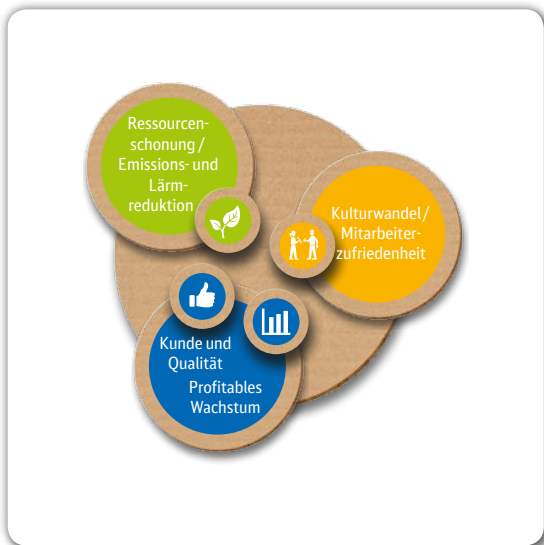 Ressourcen-
schonung /
Emissions- und
Lärm-
reduktion
Kulturwandel /
Mitarbeiter-
zufriedenheit
Kunde und
Qualität
Profitables
Wachstum